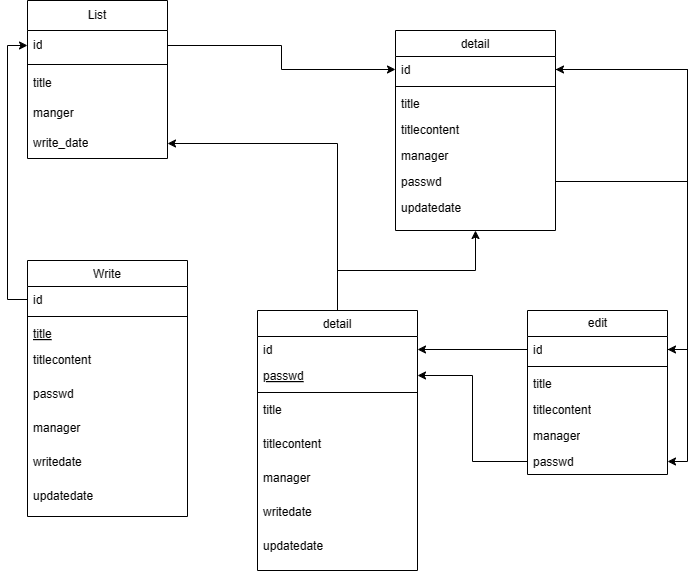 List
id
title
manger
write_date
detail
id
title
titlecontent
manager
passwd
updatedate
Write
id
title
titlecontent
passwd
manager
writedate
updatedate
detail
id
passwd
title
titlecontent
manager
writedate
updatedate
edit
id
title
titlecontent
manager
passwd